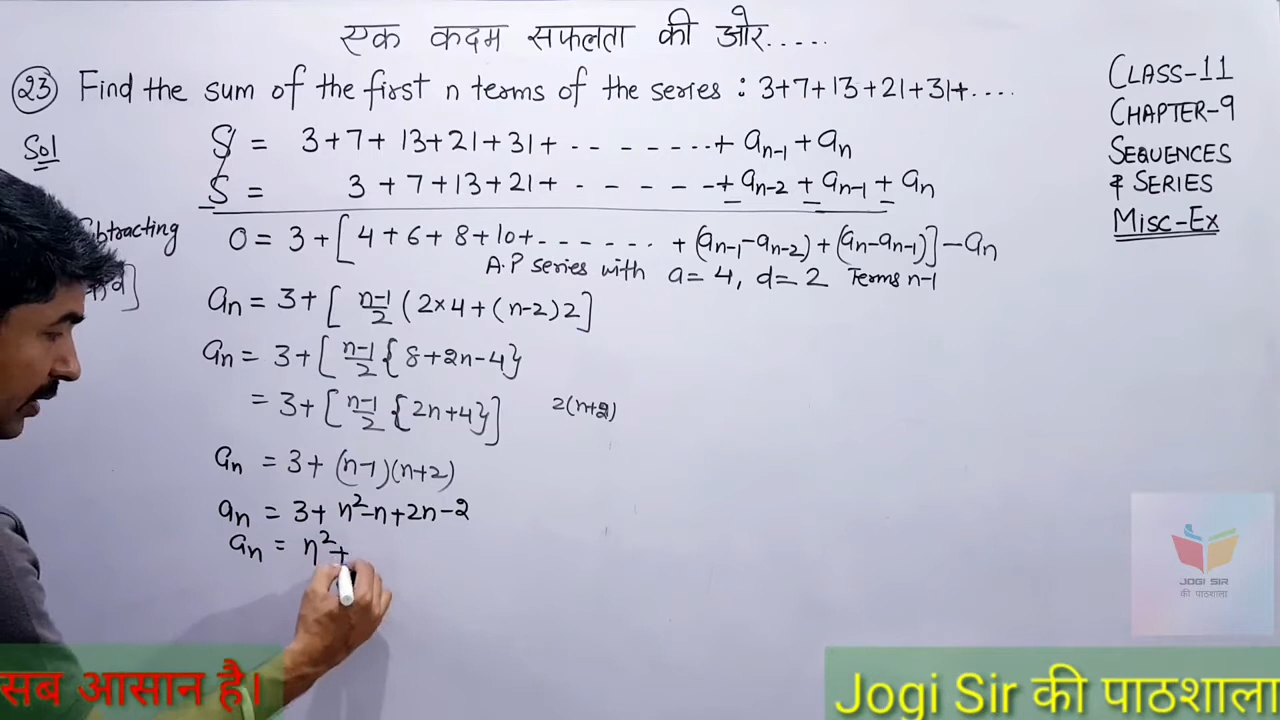 एक कदम सफलता की ओर.....
23 Find the sum of the first n terms of the series : 3+7+13+21+31+....
CLASS-11
CHAPTER-9
SEQUENCES
& SERIES
MISC-EX
Sol
S = 3+7+13+21+31+ - - - - - - - ..+ aₙ₋₁ + aₙ
S = 3 + 7+13+21+ - - - - - - + aₙ₋₂ + aₙ₋₁ + aₙ
Subtracting 0 = 3 + [ 4+6+8+10+ - - - - - - .. + (aₙ₋₁-aₙ₋₂) + (aₙ-aₙ₋₁)] - aₙ
A.P series with a = 4, d = 2 Terms n-1
aₙ = 3 + [ n-1/2 ( 2×4 + (n-2)2 ]
aₙ = 3 + [ n-1/2 { 8+2n-4 }
= 3 + [ n-1/2 { 2n+4 } ] 2(n+2)
aₙ = 3 + (n-1)(n+2)
aₙ = 3 + n²-n+2n-2
aₙ = n²+
JOGI SIR
की पाठशाला
सब आसान है।
Jogi Sir की पाठशाला